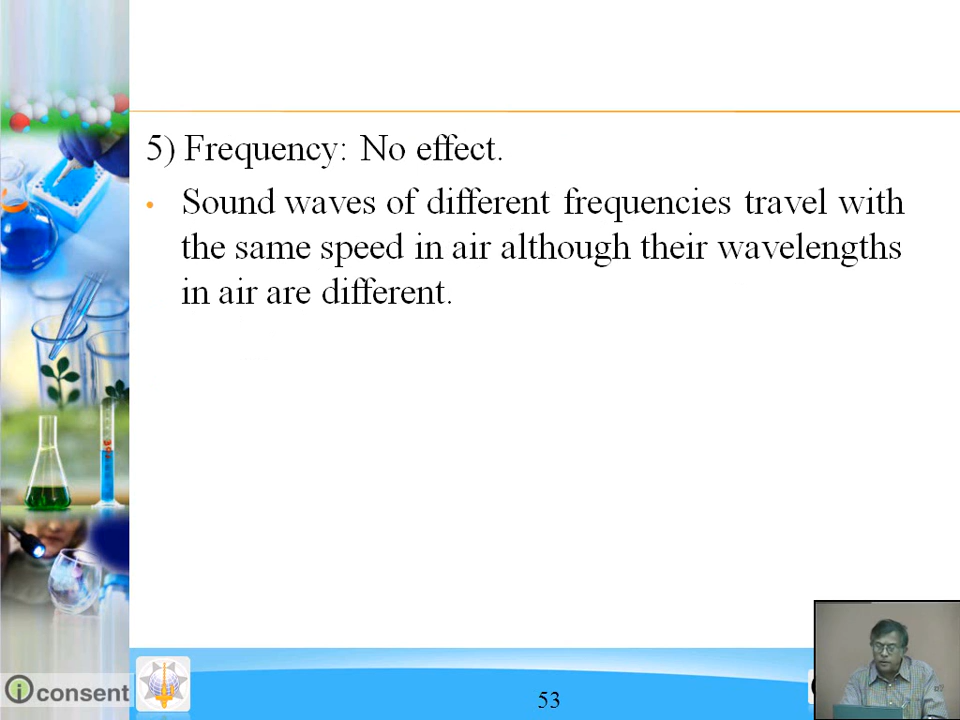 5) Frequency: No effect.
• Sound waves of different frequencies travel with
the same speed in air although their wavelengths
in air are different.
i consent
53